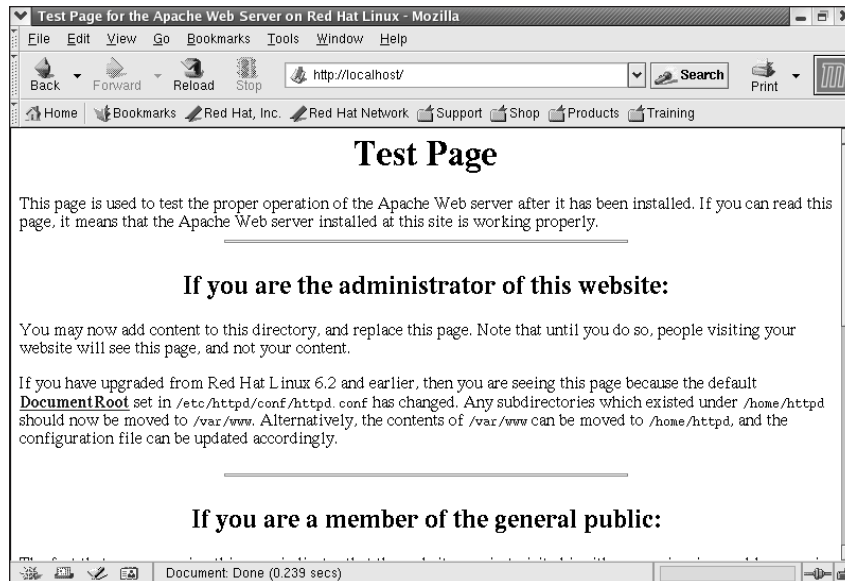 Test Page for the Apache Web Server on Red Hat Linux - Mozilla
File Edit View Go Bookmarks Tools Window Help
Back Forward Reload Stop http://localhost/ Search Print
Home Bookmarks Red Hat, Inc. Red Hat Network Support Shop Products Training
Test Page
This page is used to test the proper operation of the Apache Web server after it has been installed. If you can read this
page, it means that the Apache Web server installed at this site is working properly.
If you are the administrator of this website:
You may now add content to this directory, and replace this page. Note that until you do so, people visiting your
website will see this page, and not your content.
If you have upgraded from Red Hat Linux 6.2 and earlier, then you are seeing this page because the default
DocumentRoot set in /etc/httpd/conf/httpd.conf has changed. Any subdirectories which existed under /home/httpd
should now be moved to /var/www. Alternatively, the contents of /var/www can be moved to /home/httpd, and the
configuration file can be updated accordingly.
If you are a member of the general public:
Document: Done (0.239 secs)